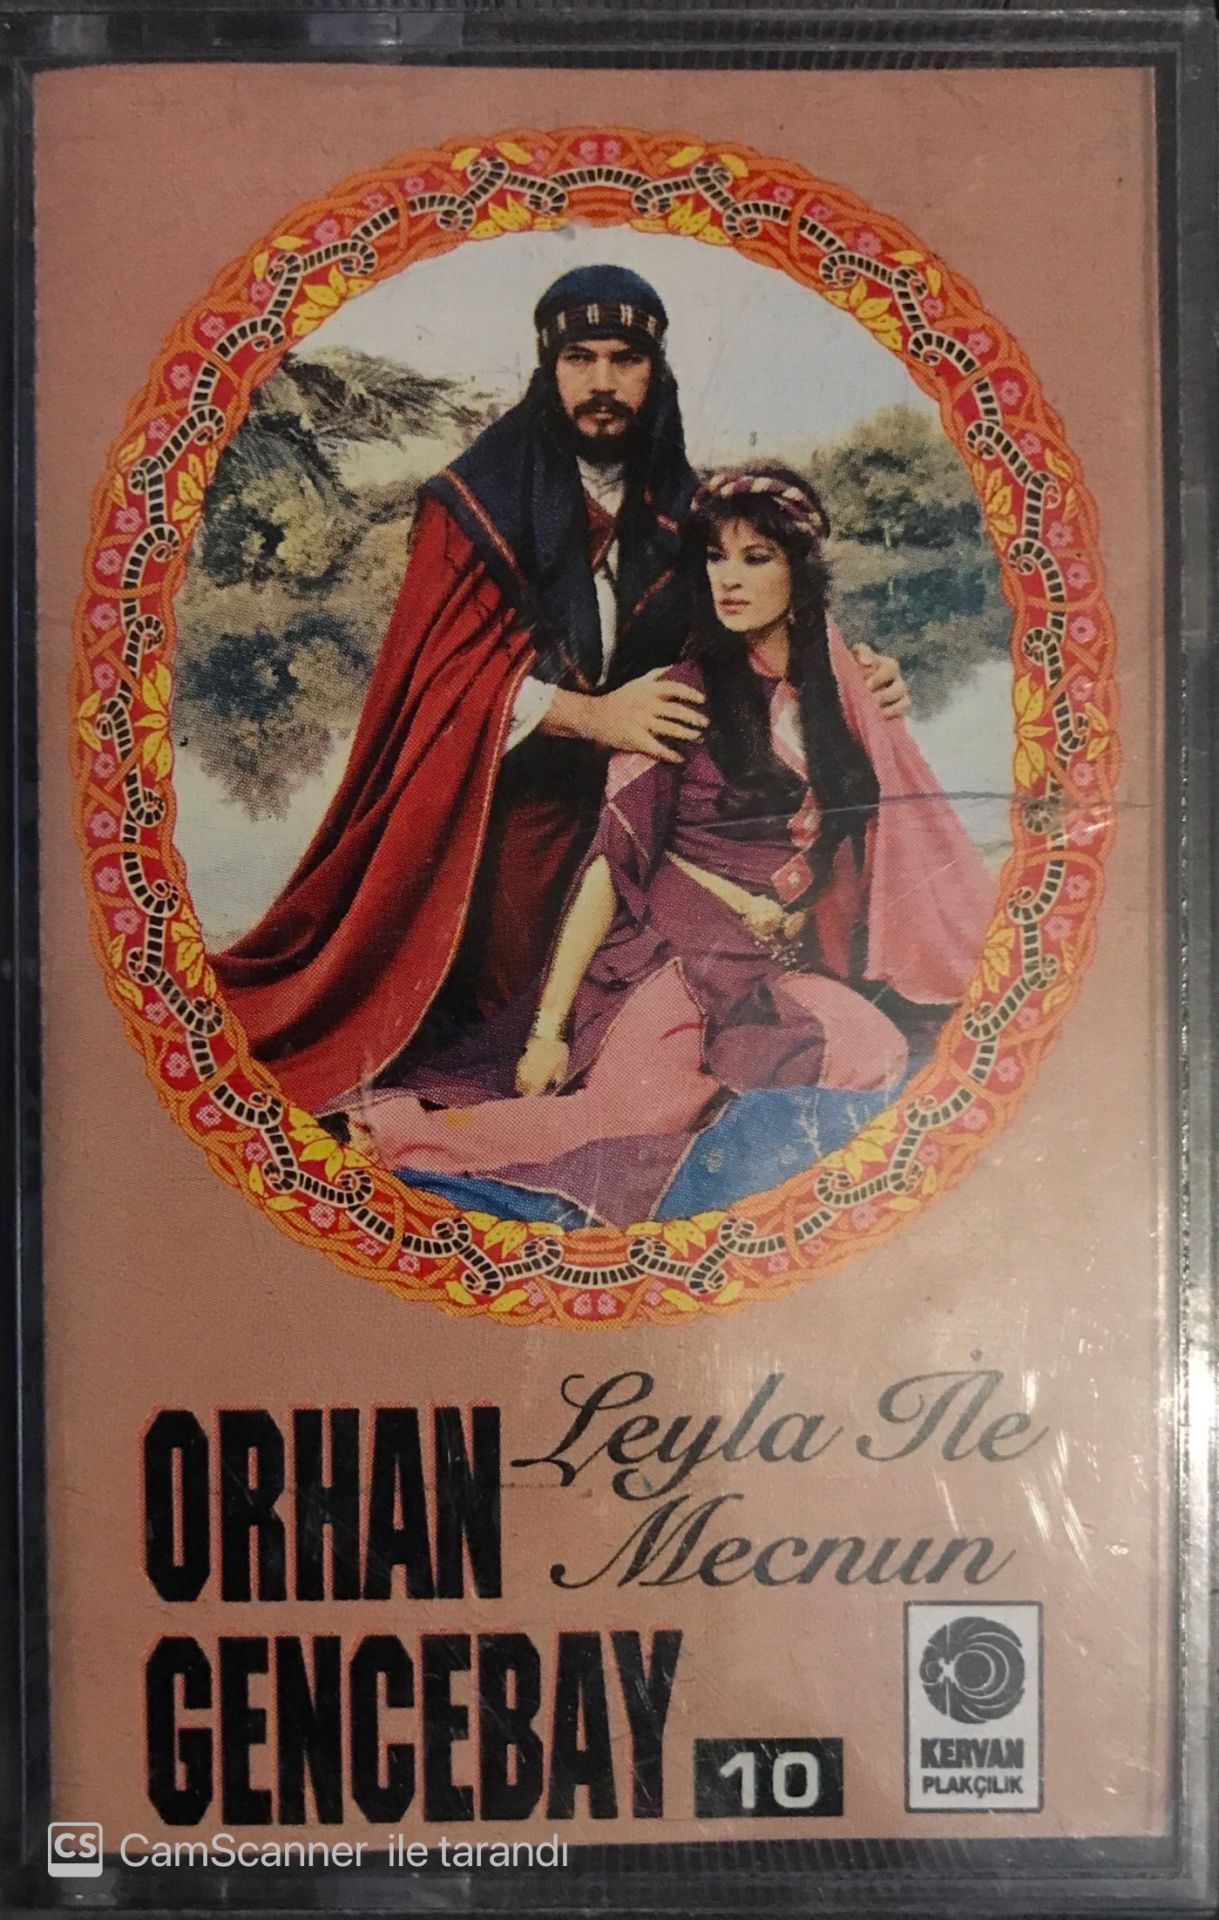 ORHAN
GENCEBAY
Leyla İle
Mecnun
10
KERVAN
PLAKÇILIK
CS CamScanner ile tarandı